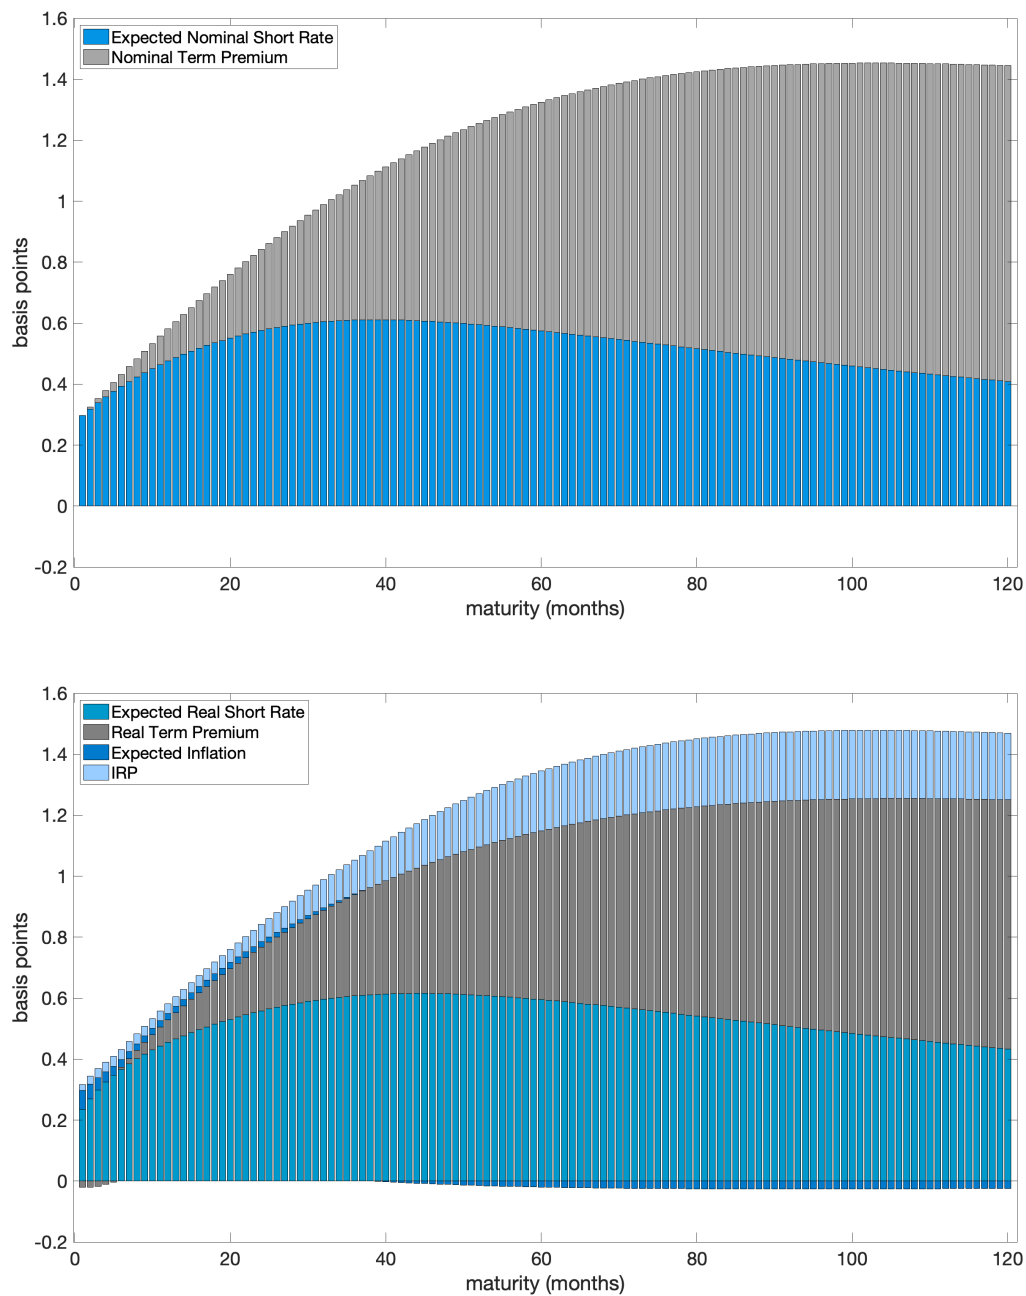 1.6
Expected Nominal Short Rate
Nominal Term Premium
1.4
1.2
1
0.8
0.6
0.4
0.2
0
-0.2
basis points
0 20 40 60 80 100 120
maturity (months)
1.6
Expected Real Short Rate
Real Term Premium
Expected Inflation
IRP
1.4
1.2
1
0.8
0.6
0.4
0.2
0
-0.2
basis points
0 20 40 60 80 100 120
maturity (months)